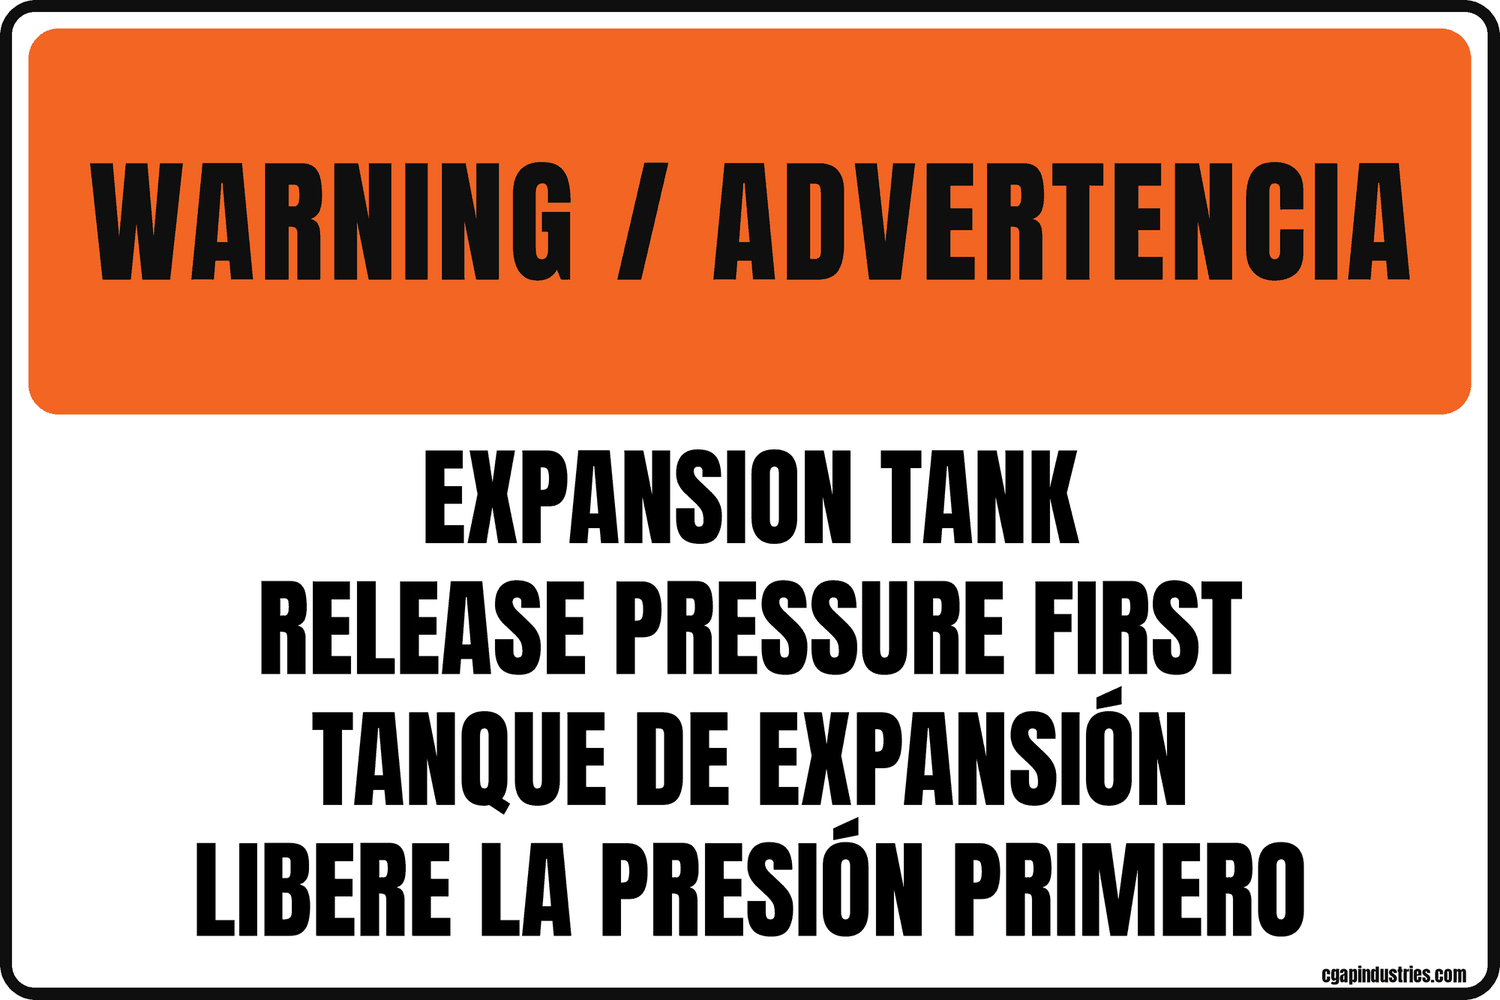 WARNING / ADVERTENCIA
EXPANSION TANK
RELEASE PRESSURE FIRST
TANQUE DE EXPANSIÓN
LIBERE LA PRESIÓN PRIMERO
cgapindustries.com